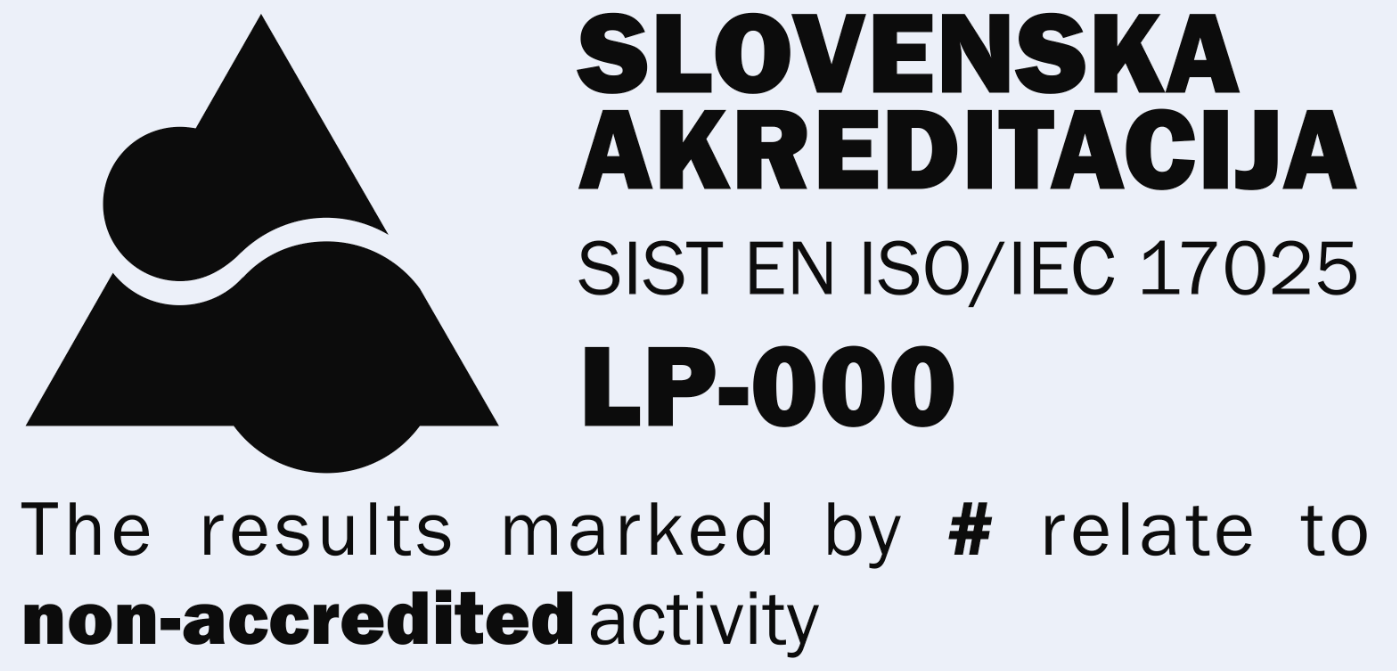 SLOVENSKA
AKREDITACIJA
SIST EN ISO/IEC 17025
LP-000
The results marked by # relate to
non-accredited activity